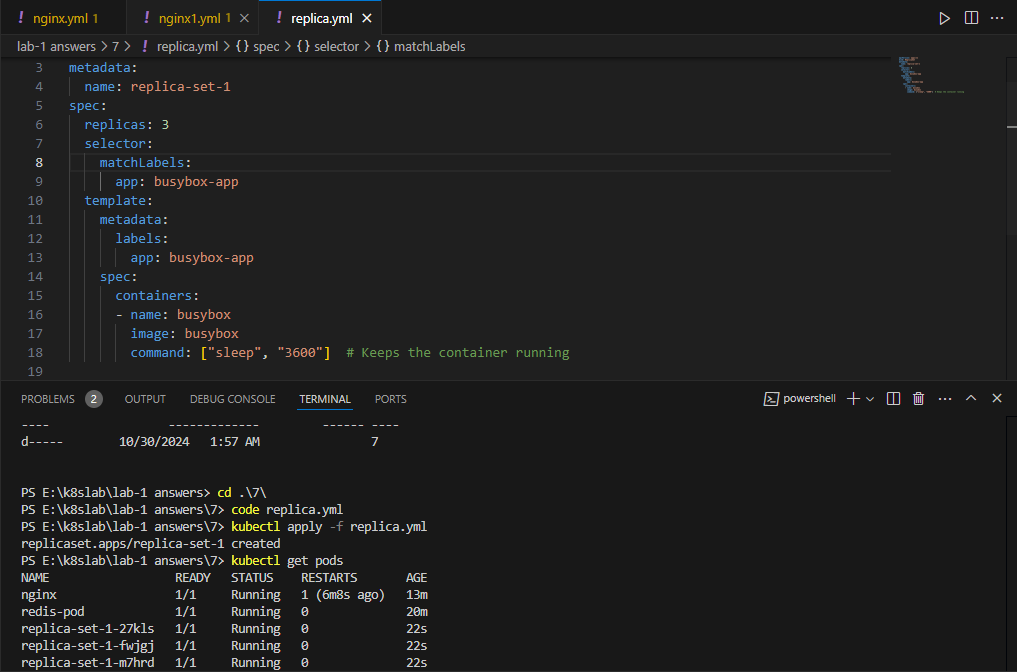 ! nginx.yml 1 ! nginx1.yml 1 ! replica.yml
lab-1 answers > 7 > ! replica.yml > {} spec > {} selector > {} matchLabels
3 metadata:
4 name: replica-set-1
5 spec:
6 replicas: 3
7 selector:
8 matchLabels:
9 app: busybox-app
10 template:
11 metadata:
12 labels:
13 app: busybox-app
14 spec:
15 containers:
16 - name: busybox
17 image: busybox
18 command: ["sleep", "3600"] # Keeps the container running
19
PROBLEMS 2 OUTPUT DEBUG CONSOLE TERMINAL PORTS powershell
---- ------------- ------ ----
d----- 10/30/2024 1:57 AM 7
PS E:\k8slab\lab-1 answers> cd .\7\
PS E:\k8slab\lab-1 answers\7> code replica.yml
PS E:\k8slab\lab-1 answers\7> kubectl apply -f replica.yml
replicaset.apps/replica-set-1 created
PS E:\k8slab\lab-1 answers\7> kubectl get pods
NAME READY STATUS RESTARTS AGE
nginx 1/1 Running 1 (6m8s ago) 13m
redis-pod 1/1 Running 0 20m
replica-set-1-27kls 1/1 Running 0 22s
replica-set-1-fwjgj 1/1 Running 0 22s
replica-set-1-m7hrd 1/1 Running 0 22s